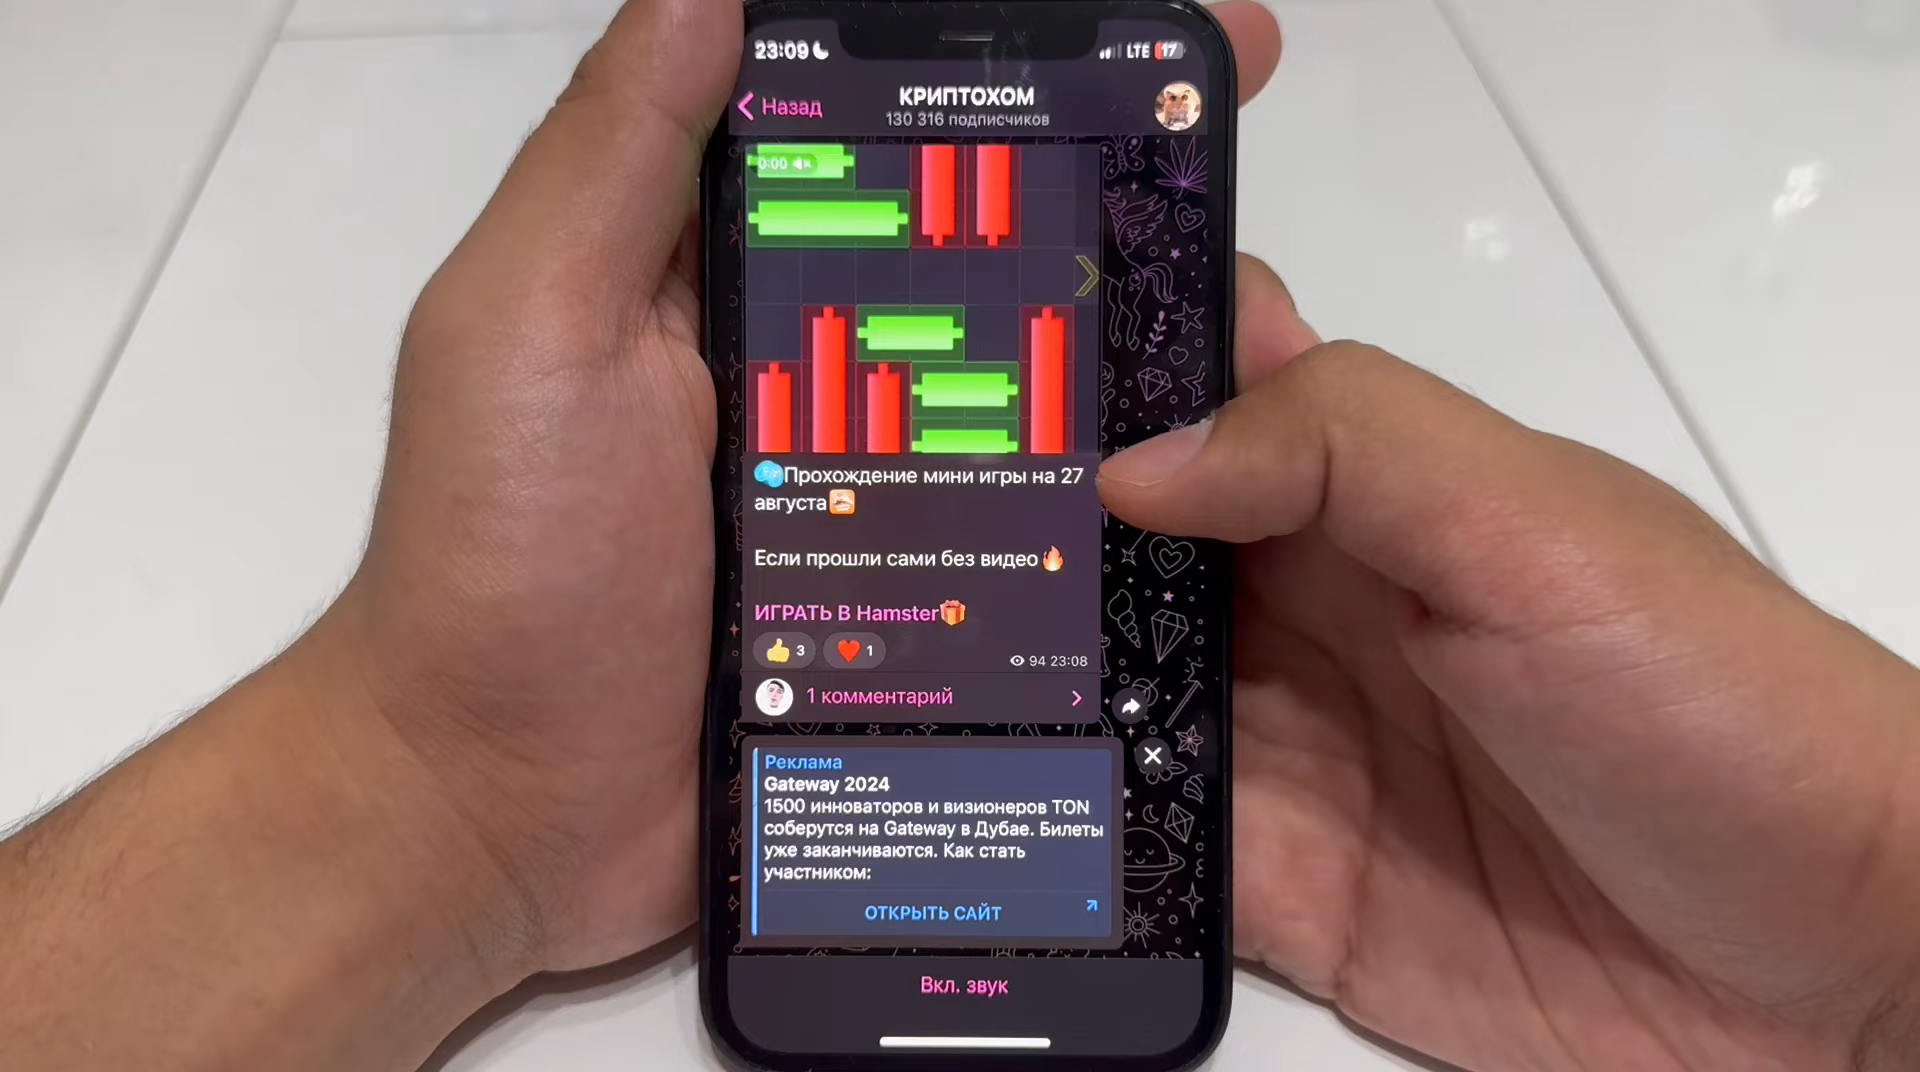 23:09
LTE 17
Назад
КРИПТОХОМ
130 316 подписчиков
0:00
Прохождение мини игры на 27
августа
Если прошли сами без видео
ИГРАТЬ В Hamster
3
1
94 23:08
1 комментарий
Реклама
Gateway 2024
1500 инноваторов и визионеров TON
соберутся на Gateway в Дубае. Билеты
уже заканчиваются. Как стать
участником:
ОТКРЫТЬ САЙТ
Вкл. звук